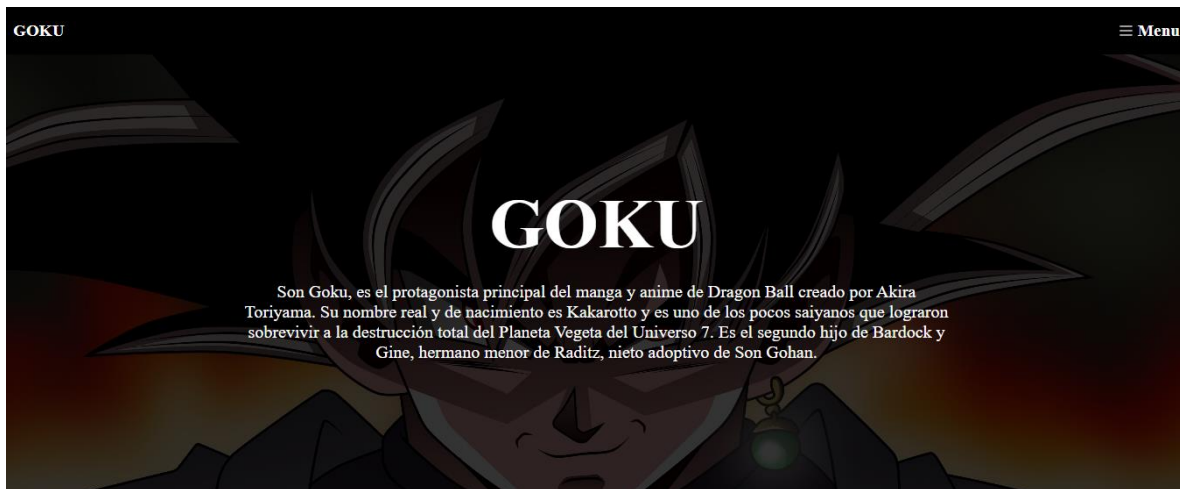 GOKU
☰ Menu
GOKU
Son Goku, es el protagonista principal del manga y anime de Dragon Ball creado por Akira
Toriyama. Su nombre real y de nacimiento es Kakarotto y es uno de los pocos saiyanos que lograron
sobrevivir a la destrucción total del Planeta Vegeta del Universo 7. Es el segundo hijo de Bardock y
Gine, hermano menor de Raditz, nieto adoptivo de Son Gohan.